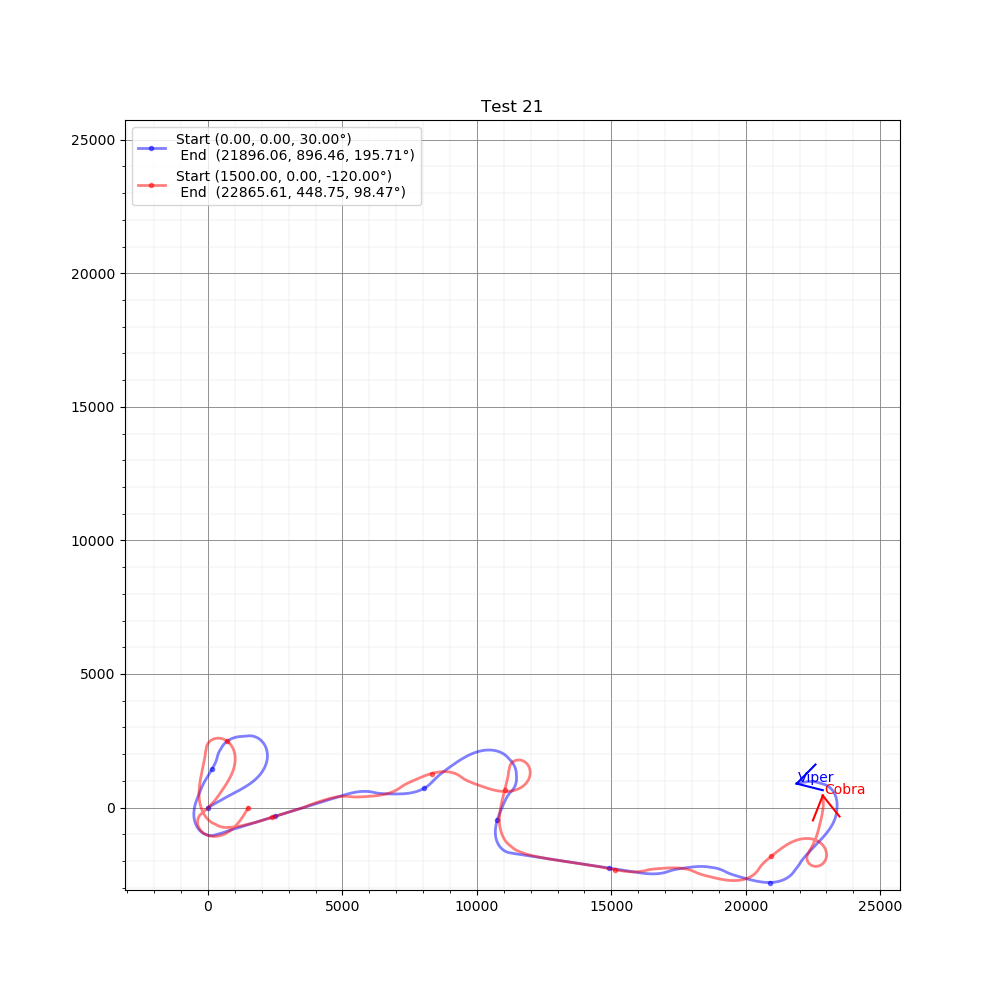 Test 21
Start (0.00, 0.00, 30.00°)
End (21896.06, 896.46, 195.71°)
Start (1500.00, 0.00, -120.00°)
End (22865.61, 448.75, 98.47°)
25000
20000
15000
10000
5000
0
Viper
Cobra
0 5000 10000 15000 20000 25000